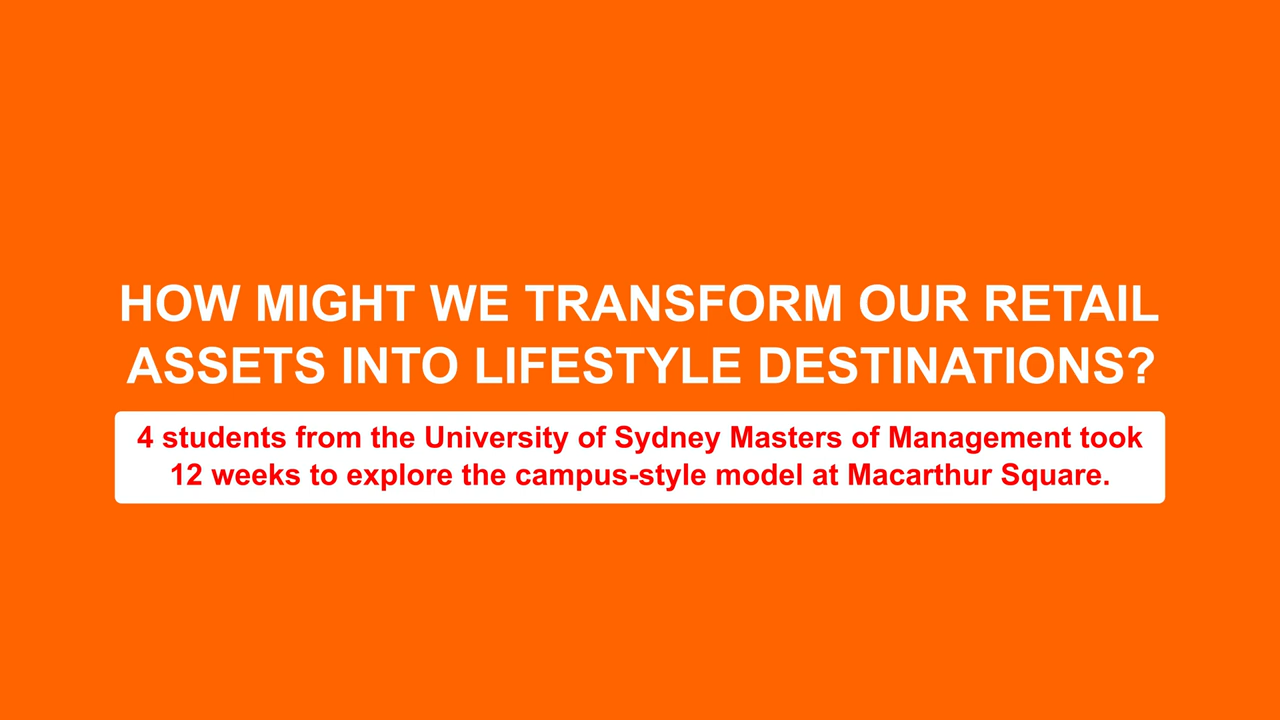 HOW MIGHT WE TRANSFORM OUR RETAIL
ASSETS INTO LIFESTYLE DESTINATIONS?
4 students from the University of Sydney Masters of Management took
12 weeks to explore the campus-style model at Macarthur Square.